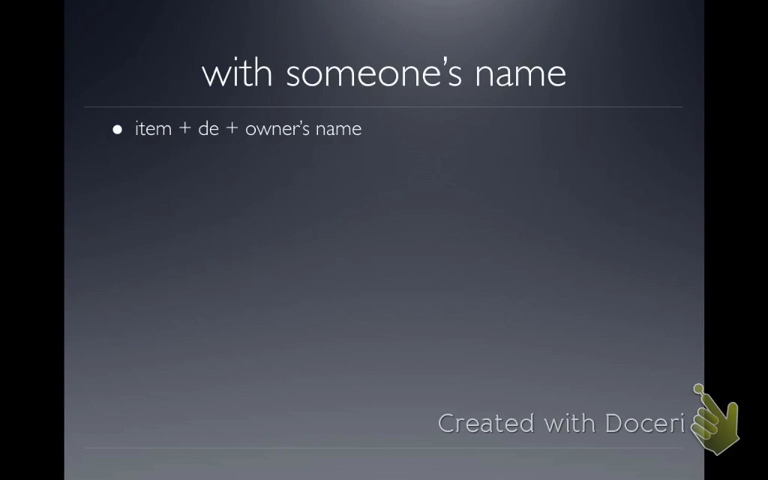 with someone’s name
● item + de + owner’s name
Created with Doceri